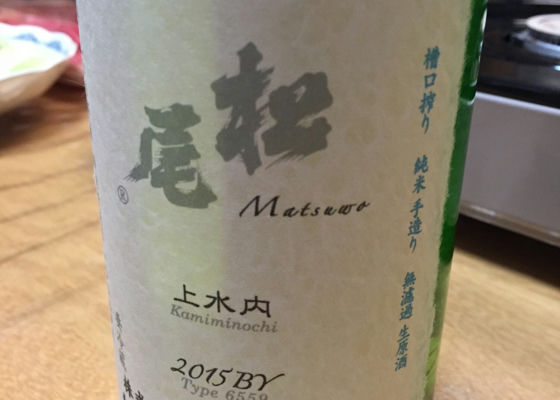 松尾
Matsuwo
上水内
Kamiminochi
2015BY
Type 6559
槽口搾り 純米 手造り 無濾過 生原酒